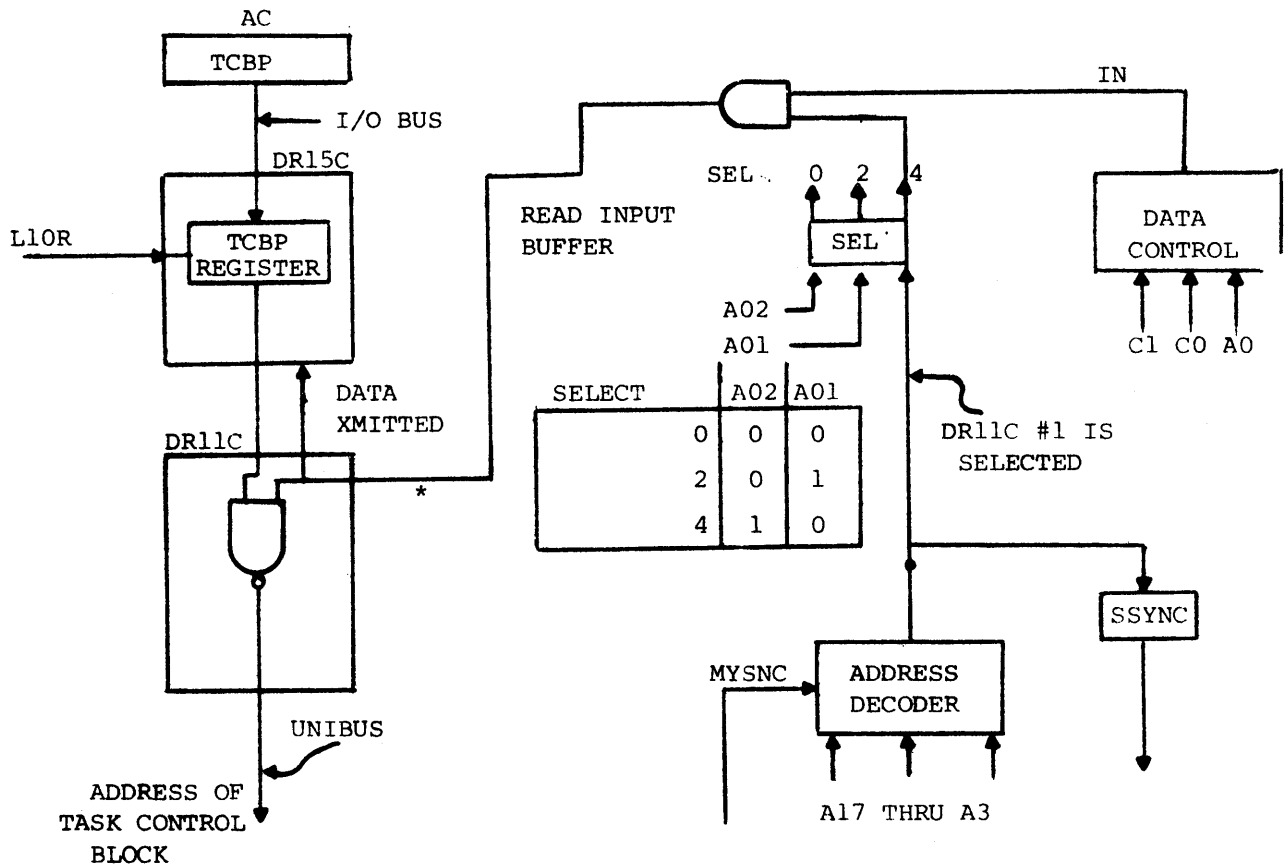 AC
TCBP
I/O BUS
DR15C
L10R
TCBP
REGISTER
DATA
XMITTED
DR11C
*
UNIBUS
ADDRESS OF
TASK CONTROL
BLOCK
IN
SEL. 0 2 4
READ INPUT
BUFFER
SEL
A02
A01
DATA
CONTROL
C1 C0 A0
SELECT A02 A01
0 0 0
2 0 1
4 1 0
DR11C #1 IS
SELECTED
SSYNC
MYSNC
ADDRESS
DECODER
A17 THRU A3